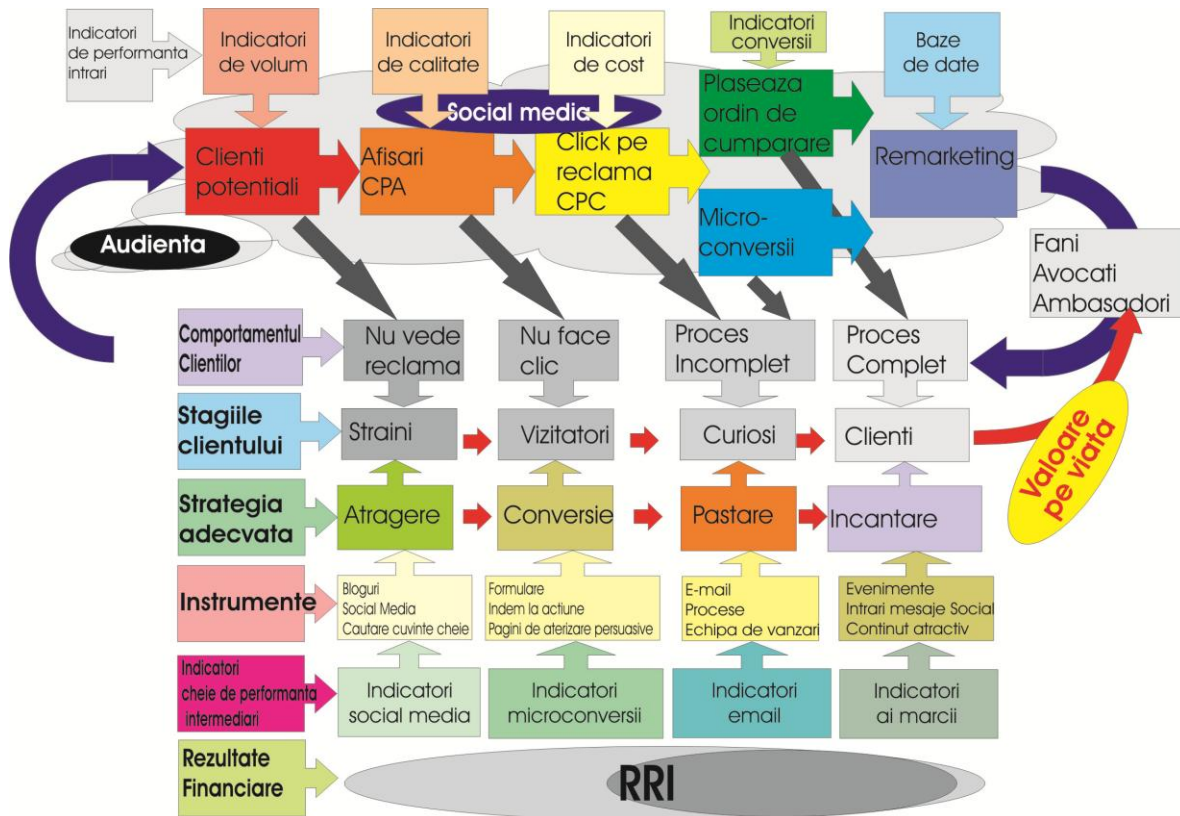 Indicatori
de performanta
intrari
Indicatori
de volum
Indicatori
de calitate
Indicatori
de cost
Indicatori
conversii
Baze
de date
Social media
Clienti
potentiali
Afisari
CPA
Click pe
reclama
CPC
Plaseaza
ordin de
cumparare
Remarketing
Micro-
conversii
Audienta
Fani
Avocati
Ambasadori
Comportamentul
Clientilor
Nu vede
reclama
Nu face
clic
Proces
Incomplet
Proces
Complet
Stagiile
clientului
Straini
Vizitatori
Curiosi
Clienti
Valoare
pe viata
Strategia
adecvata
Atragere
Conversie
Pastare
Incantare
Instrumente
Bloguri
Social Media
Cautare cuvinte cheie
Formulare
Indem la actiune
Pagini de aterizare persuasive
E-mail
Procese
Echipa de vanzari
Evenimente
Intrari mesaje Social
Continut atractiv
Indicatori
cheie de performanta
intermediari
Indicatori
social media
Indicatori
microconversii
Indicatori
email
Indicatori
ai marcii
Rezultate
Financiare
RRI